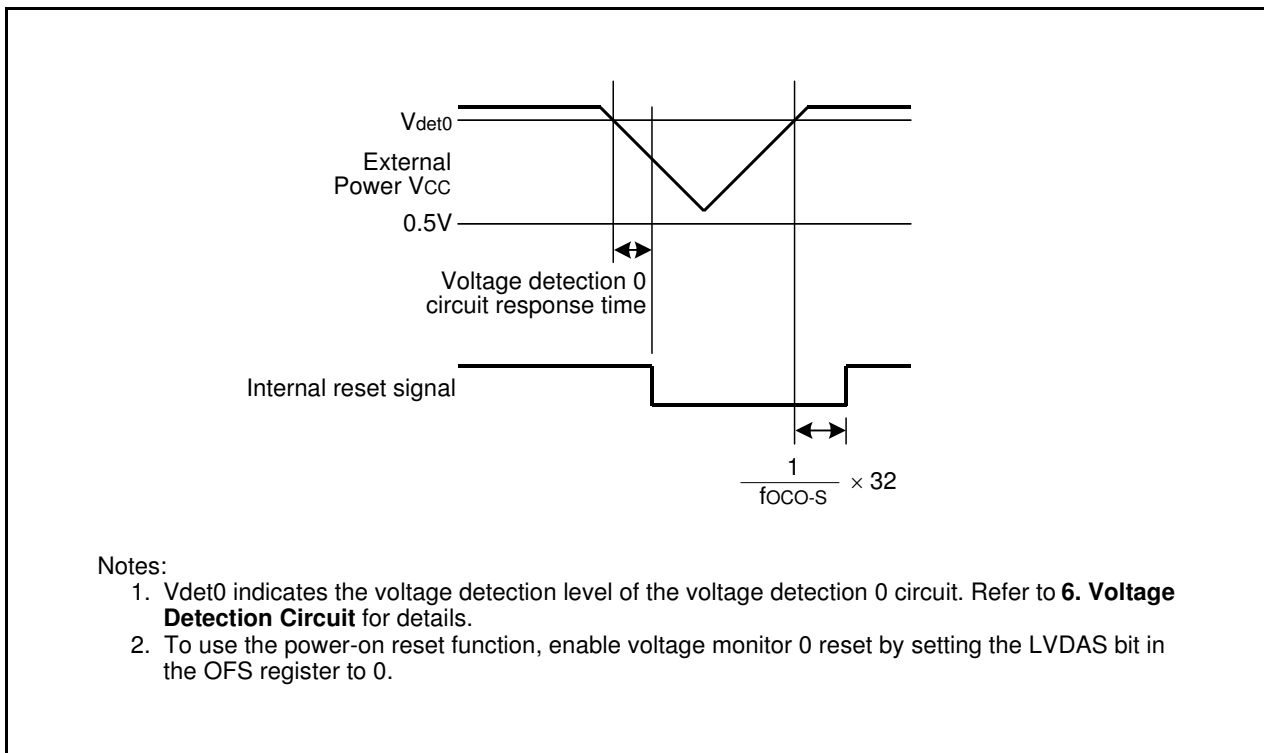 Vdet0
External
Power VCC
0.5V
Voltage detection 0
circuit response time
Internal reset signal
1
fOCO-S
× 32
Notes:
1. Vdet0 indicates the voltage detection level of the voltage detection 0 circuit. Refer to 6. Voltage
Detection Circuit for details.
2. To use the power-on reset function, enable voltage monitor 0 reset by setting the LVDAS bit in
the OFS register to 0.